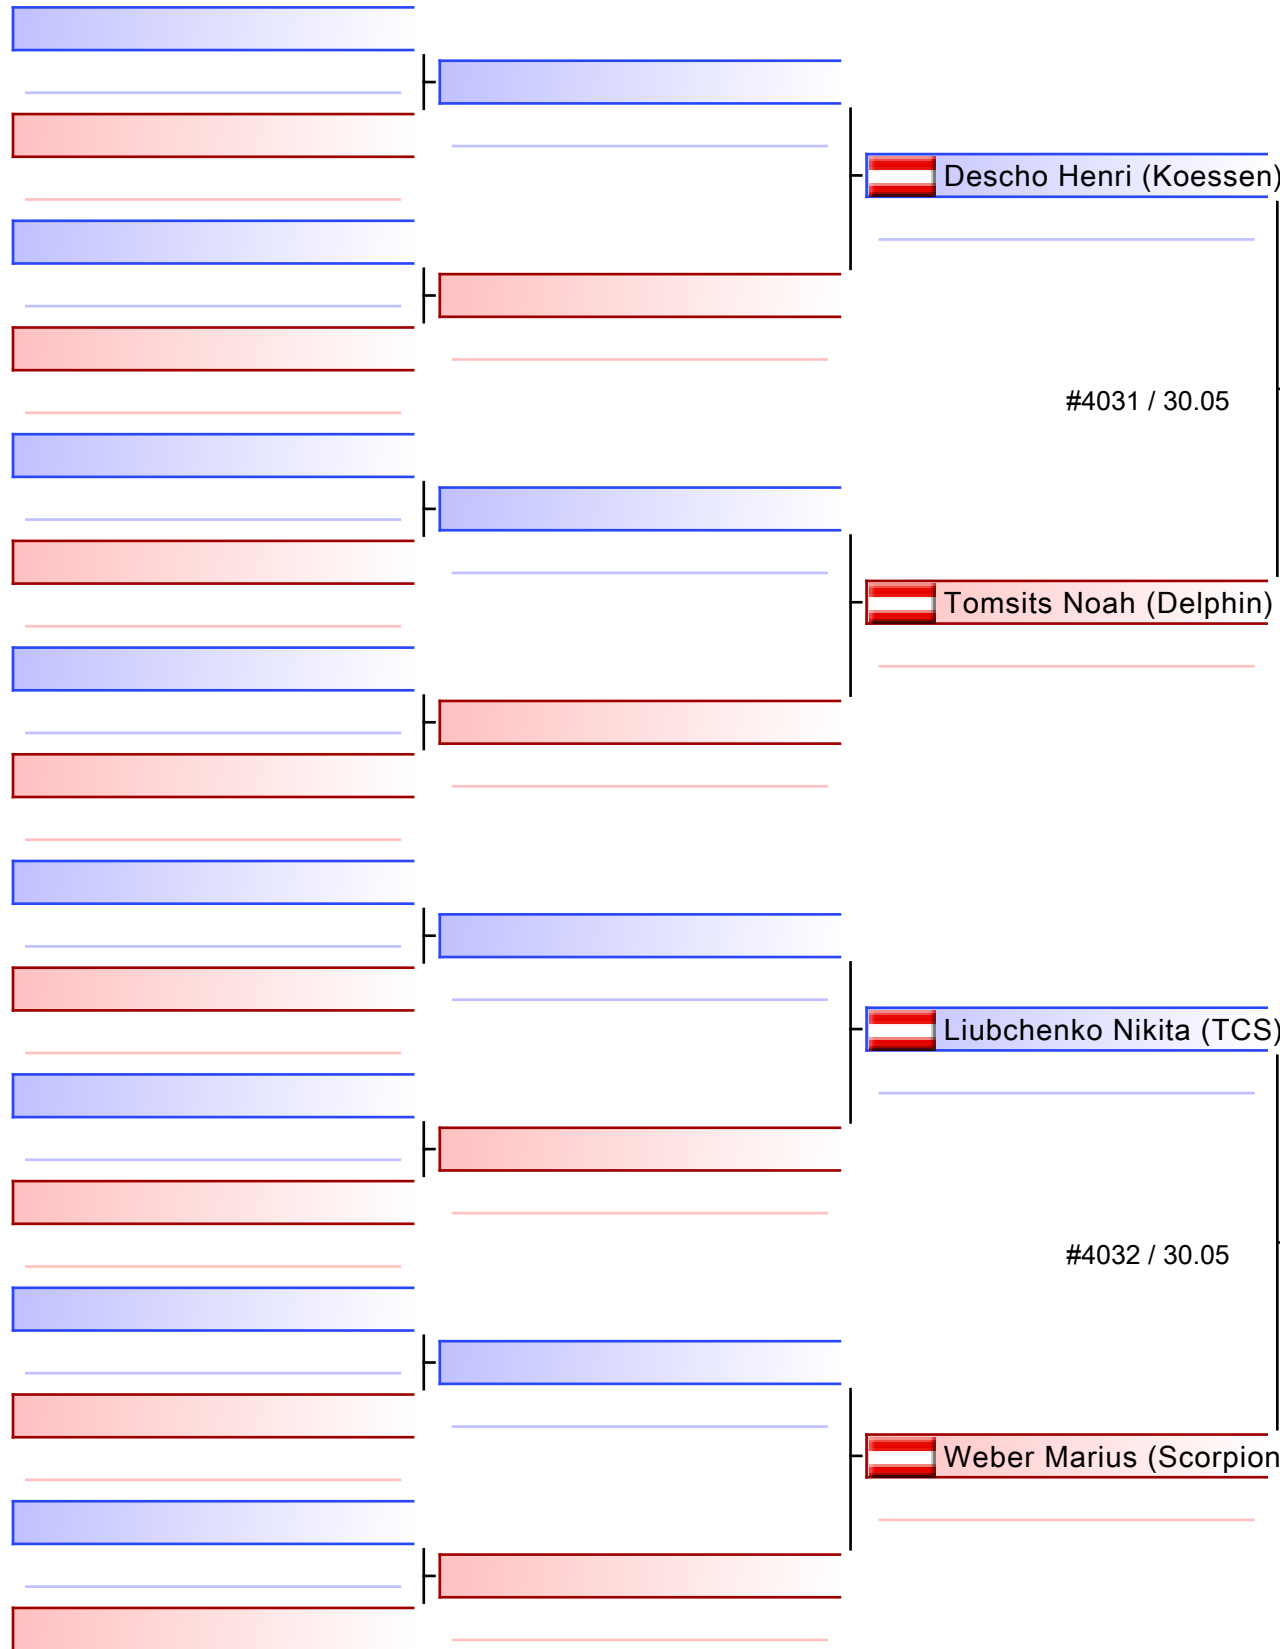 Descho Henri (Koessen)
#4031 / 30.05
Tomsits Noah (Delphin)
Liubchenko Nikita (TCS)
#4032 / 30.05
Weber Marius (Scorpion